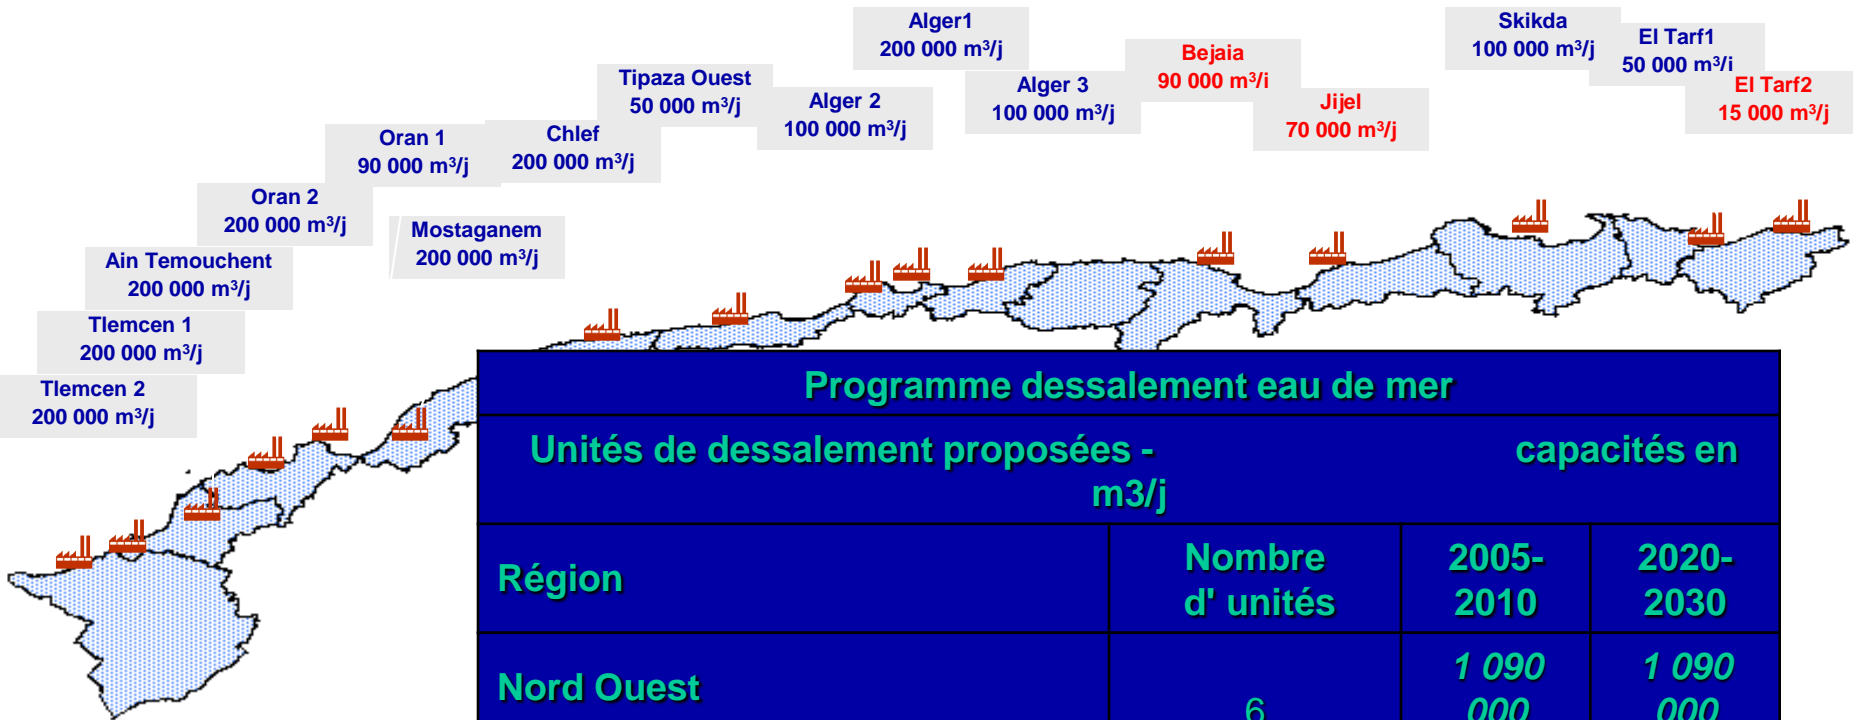 Alger1
200 000 m³/j
Skikda
100 000 m³/j
El Tarf1
50 000 m³/j
Bejaia
90 000 m³/j
Tipaza Ouest
50 000 m³/j
Alger 3
100 000 m³/j
El Tarf2
15 000 m³/j
Alger 2
100 000 m³/j
Jijel
70 000 m³/j
Oran 1
90 000 m³/j
Chlef
200 000 m³/j
Oran 2
200 000 m³/j
Mostaganem
200 000 m³/j
Ain Temouchent
200 000 m³/j
Tlemcen 1
200 000 m³/j
Tlemcen 2
200 000 m³/j
Programme dessalement eau de mer
Unités de dessalement proposées - capacités en
m3/j
Région
Nombre
d' unités
2005-
2010
2020-
2030
Nord Ouest
6
1 090
000
1 090
000